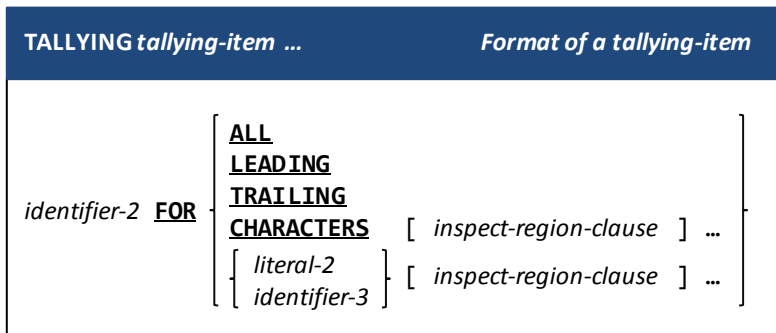 TALLYING tallying-item … Format of a tallying-item
ALL
LEADING
TRAILING
identifier-2 FOR CHARACTERS [ inspect-region-clause ] …
literal-2 [ inspect-region-clause ] …
identifier-3